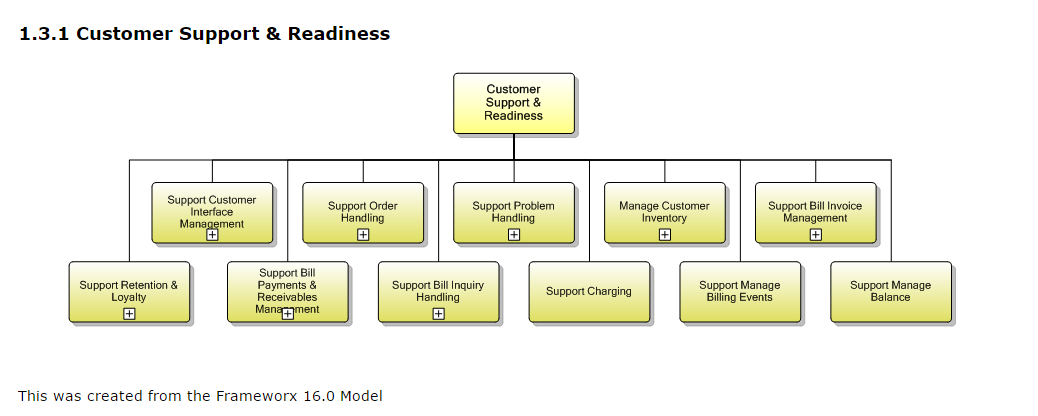 1.3.1 Customer Support & Readiness
Customer
Support &
Readiness
Support Customer
Interface
Management
Support Order
Handling
Support Problem
Handling
Manage Customer
Inventory
Support Bill Invoice
Management
Support Retention &
Loyalty
Support Bill
Payments &
Receivables
Management
Support Bill Inquiry
Handling
Support Charging
Support Manage
Billing Events
Support Manage
Balance
This was created from the Frameworx 16.0 Model